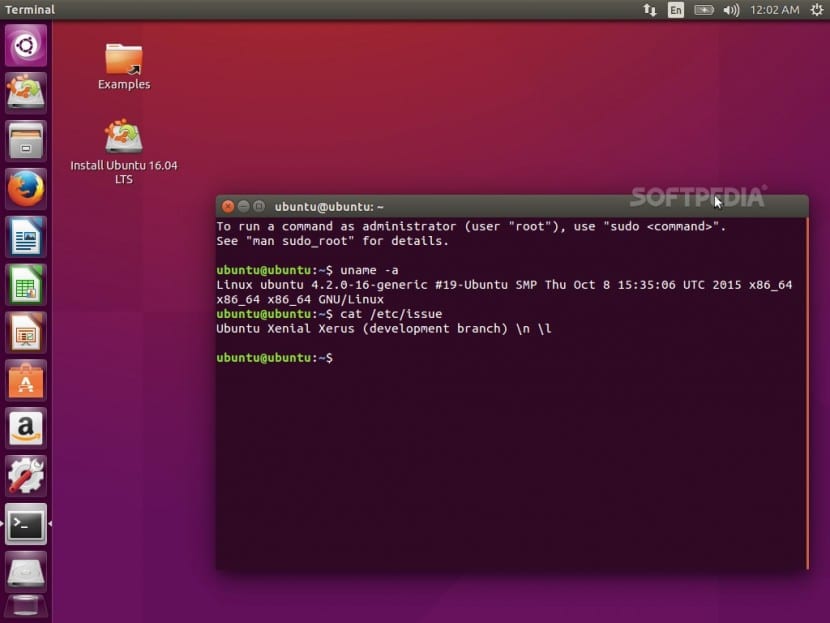 Terminal
En
12:02 AM
Examples
Install Ubuntu 16.04
LTS
SOFTPEDIA®
ubuntu@ubuntu: ~
To run a command as administrator (user "root"), use "sudo <command>".
See "man sudo_root" for details.
ubuntu@ubuntu:~$ uname -a
Linux ubuntu 4.2.0-16-generic #19-Ubuntu SMP Thu Oct 8 15:35:06 UTC 2015 x86_64
x86_64 x86_64 GNU/Linux
ubuntu@ubuntu:~$ cat /etc/issue
Ubuntu Xenial Xerus (development branch) \n \l
ubuntu@ubuntu:~$